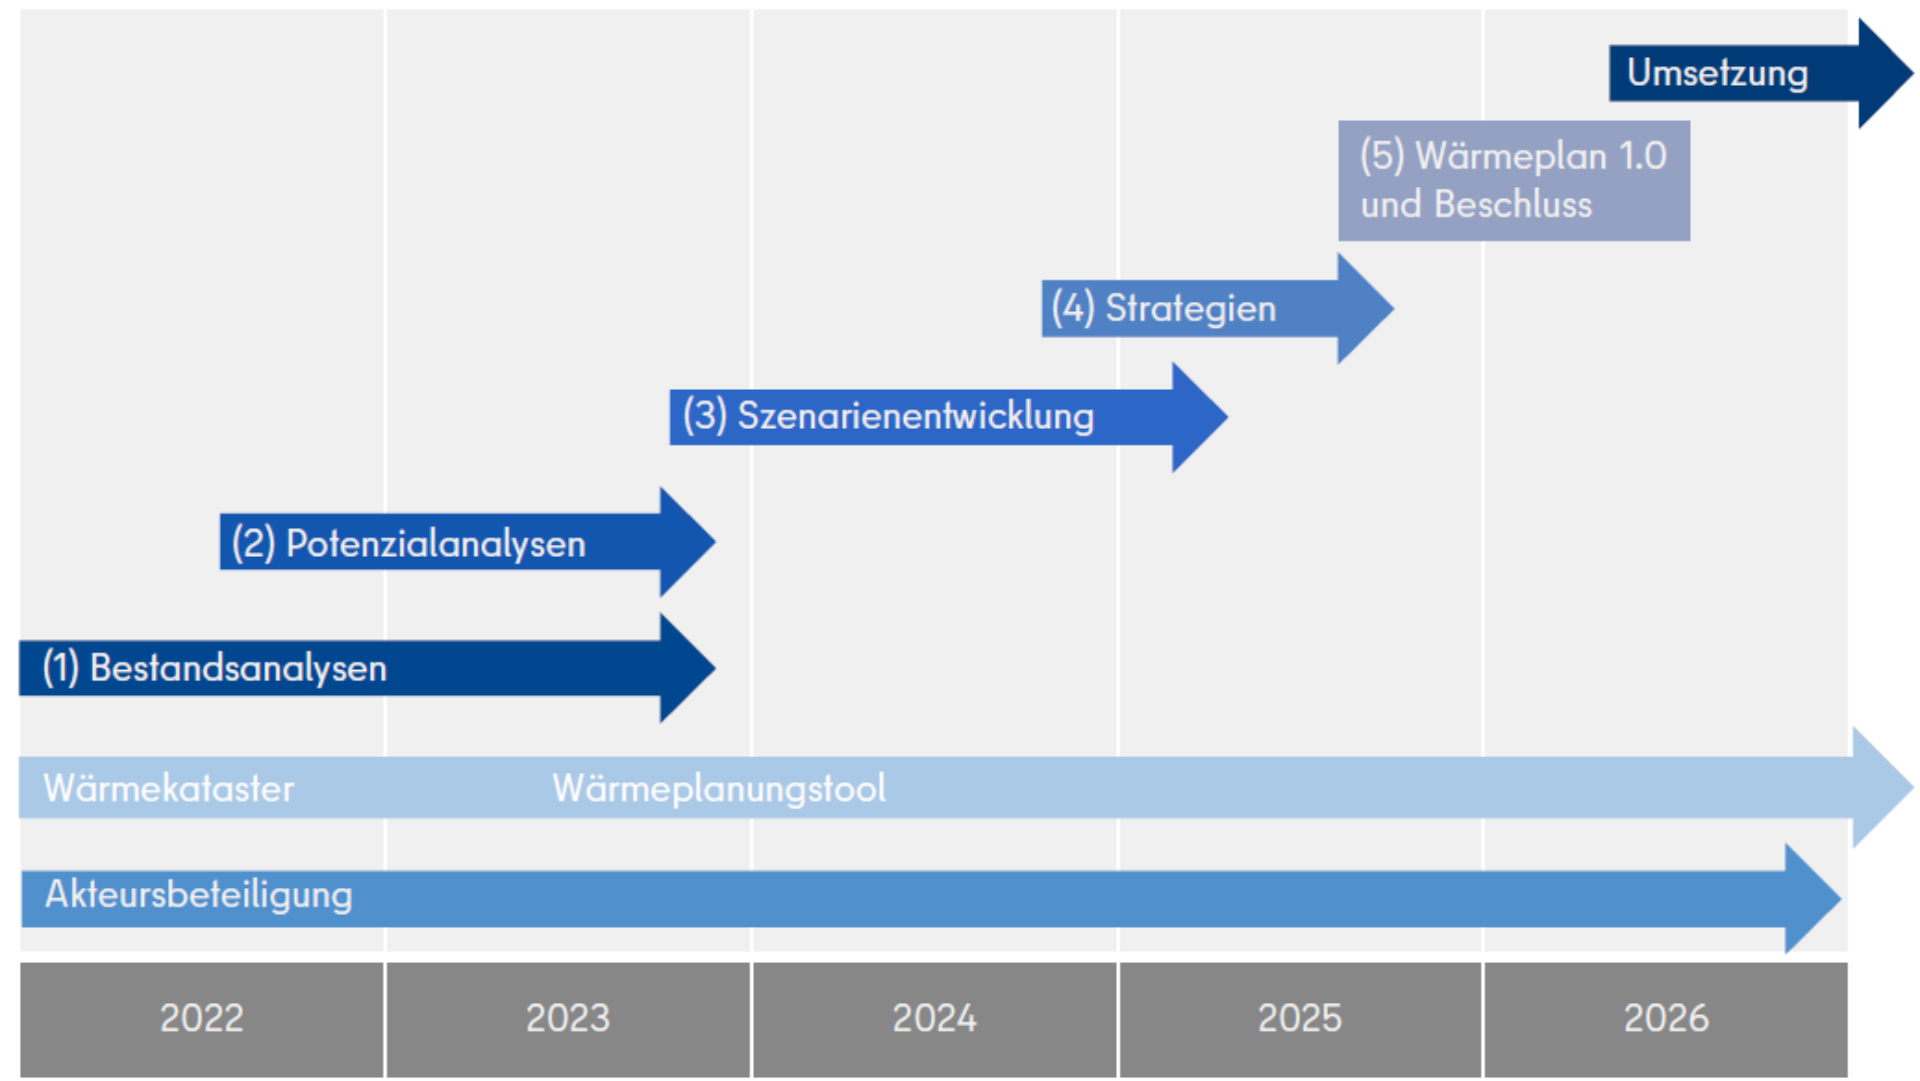 Umsetzung
(5) Wärmeplan 1.0
und Beschluss
(4) Strategien
(3) Szenarienentwicklung
(2) Potenzialanalysen
(1) Bestandsanalysen
Wärmekataster Wärmeplanungstool
Akteursbeteiligung
2022 2023 2024 2025 2026